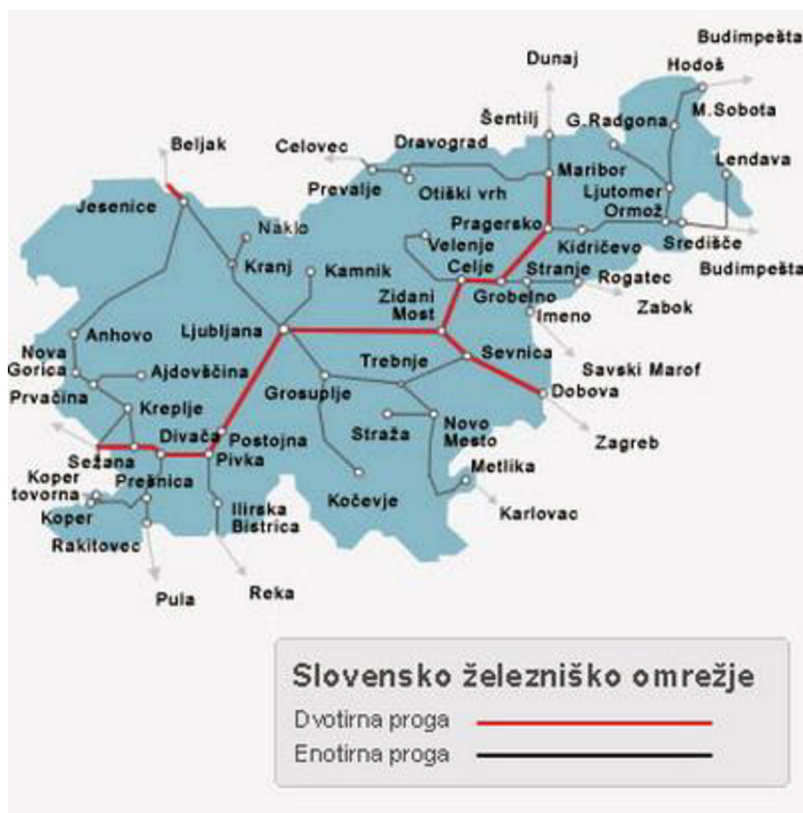 Budimpešta
Dunaj
Hodoš
Šentilj
G.Radgona
M.Sobota
Beljak
Celovec
Dravograd
Lendava
Prevalje
Otiški vrh
Maribor
Ljutomer
Jesenice
Ormož
Naklo
Pragersko
Velenje
Kidričevo
Središče
Kranj
Kamnik
Celje
Stranje
Rogatec
Budimpešta
Zidani
Most
Grobelno
Zabok
Imeno
Anhovo
Ljubljana
Nova
Gorica
Trebnje
Sevnica
Savski Marof
Ajdovščina
Grosuplje
Dobova
Prvačina
Kreplje
Straža
Novo
Mesto
Divača
Postojna
Zagreb
Sežana
Pivka
Metlika
Koper
tovorna
Prešnica
Kočevje
Koper
Ilirska
Bistrica
Karlovac
Rakitovec
Pula
Reka
Slovensko železniško omrežje
Dvotirna proga
Enotirna proga